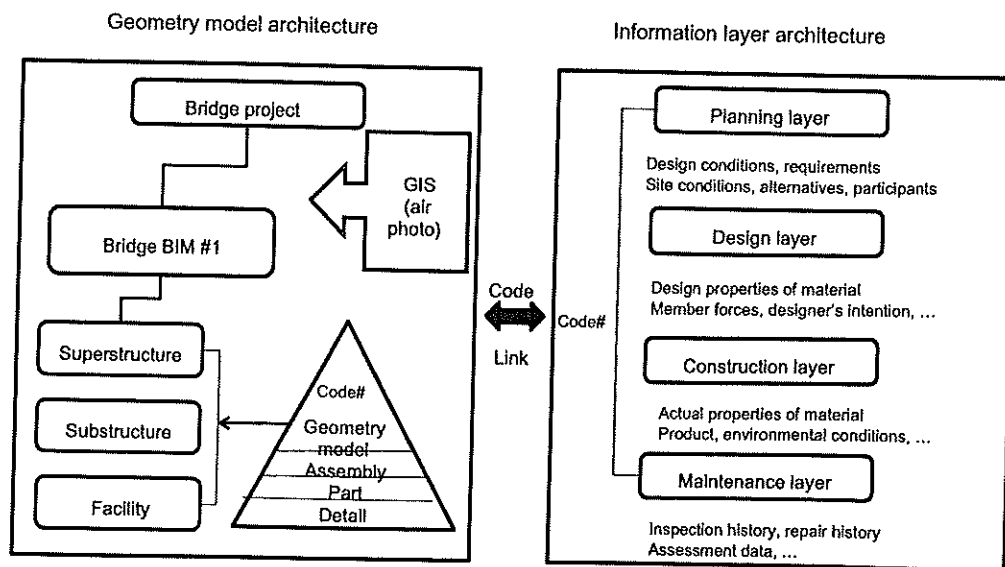 Geometry model architecture
Bridge project
GIS
(air
photo)
Bridge BIM #1
Superstructure
Substructure
Facility
Code#
Geometry
model
Assembly
Part
Detail
Code
Link
Information layer architecture
Code#
Planning layer
Design conditions, requirements
Site conditions, alternatives, participants
Design layer
Design properties of material
Member forces, designer's intention, ...
Construction layer
Actual properties of material
Product, environmental conditions, ...
Maintenance layer
Inspection history, repair history
Assessment data, ...